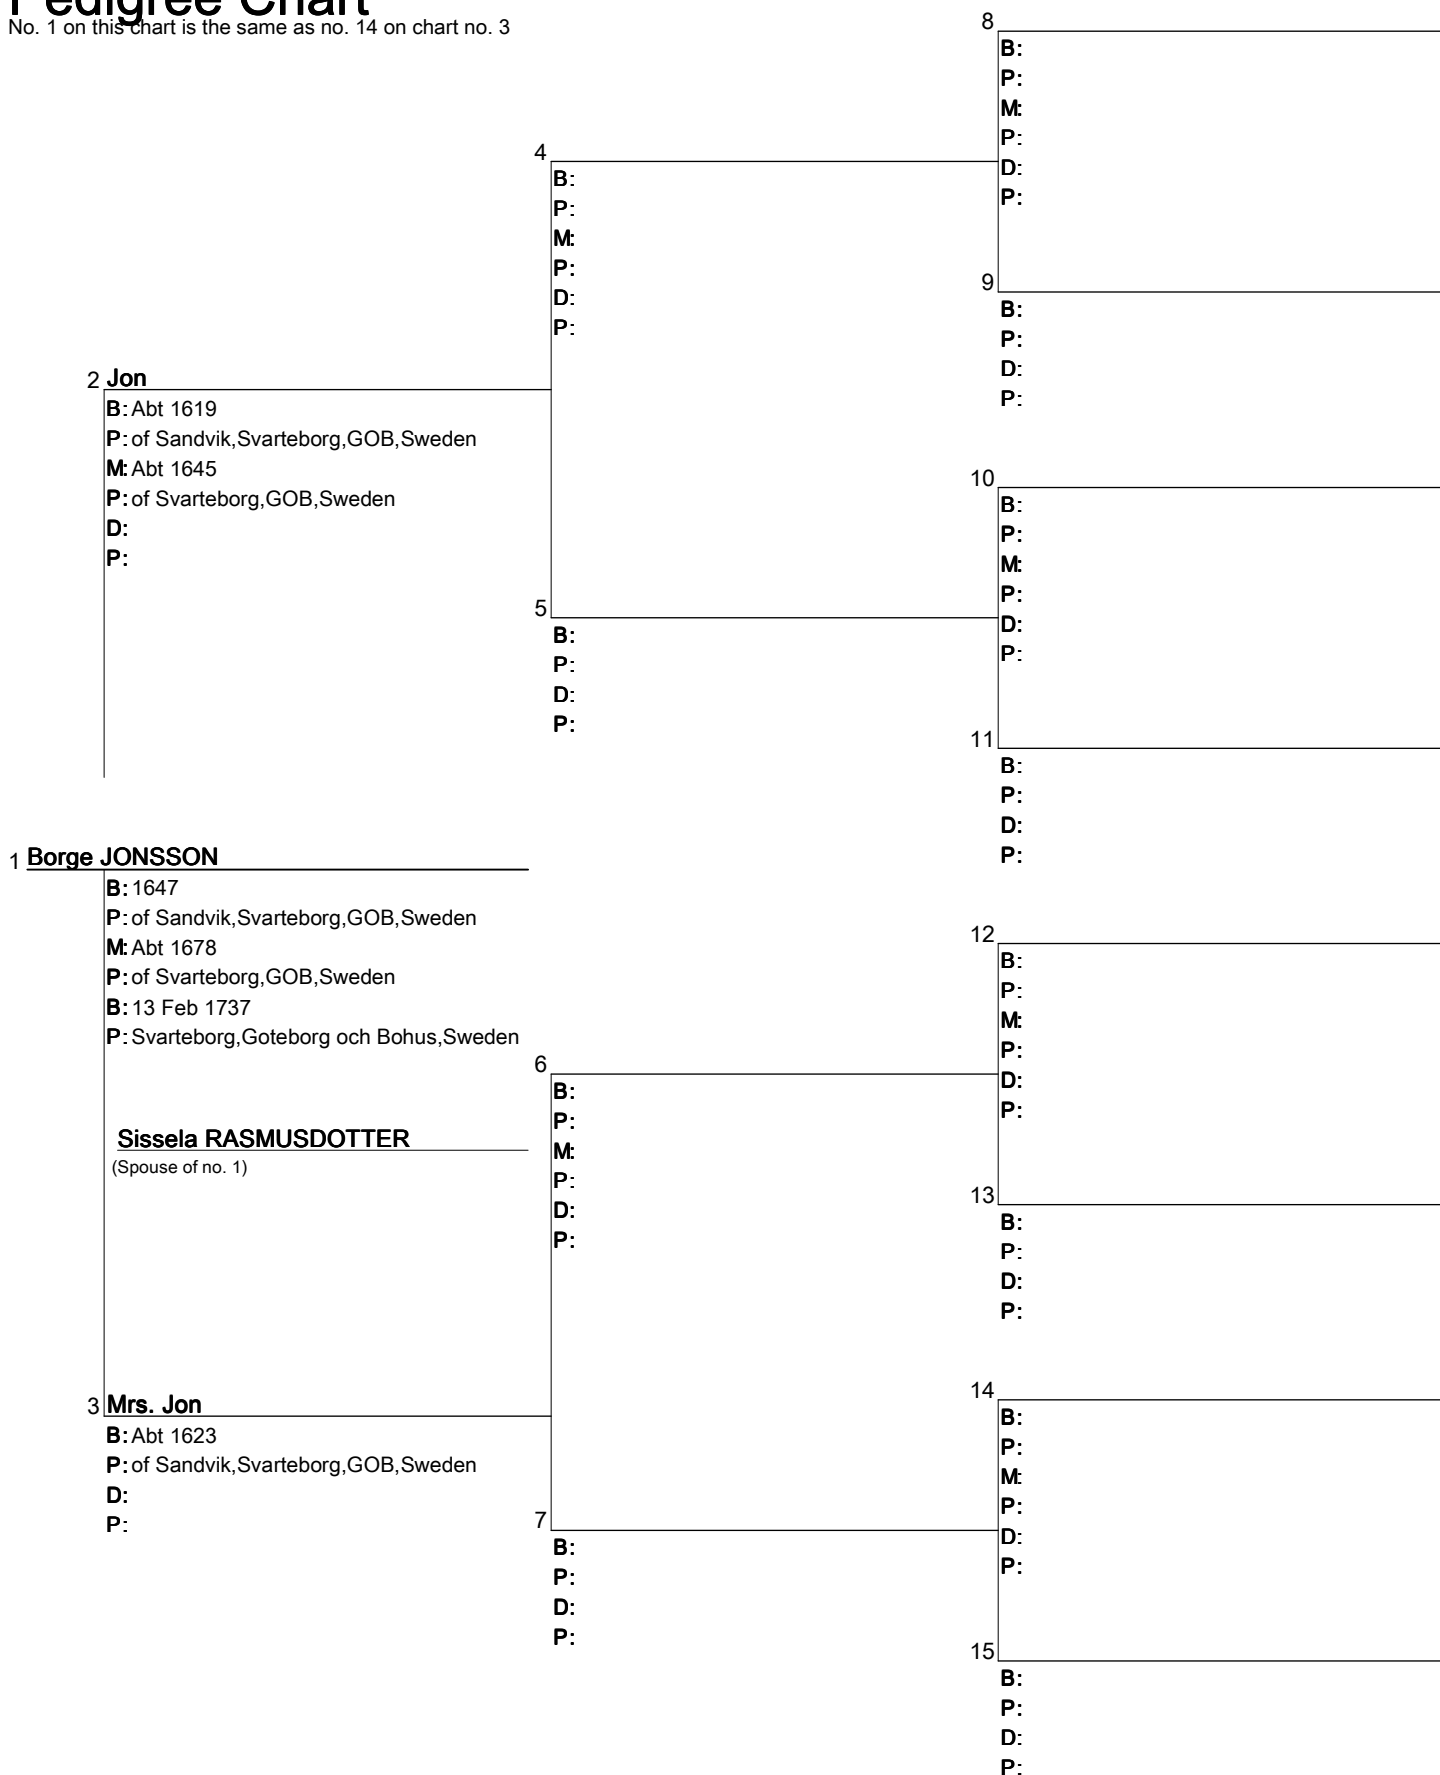 Pedigree Chart
No. 1 on this chart is the same as no. 14 on chart no. 3
8
B:
P:
M:
P:
D:
P:
4
B:
P:
M:
P:
D:
P:
9
B:
P:
D:
P:
2 Jon
B: Abt 1619
P: of Sandvik,Svarteborg,GOB,Sweden
M: Abt 1645
P: of Svarteborg,GOB,Sweden
D:
P:
10
B:
P:
M:
P:
D:
P:
5
B:
P:
D:
P:
11
B:
P:
D:
P:
1 Borge JONSSON
B: 1647
P: of Sandvik,Svarteborg,GOB,Sweden
M: Abt 1678
P: of Svarteborg,GOB,Sweden
B: 13 Feb 1737
P: Svarteborg,Goteborg och Bohus,Sweden
Sissela RASMUSDOTTER
(Spouse of no. 1)
12
B:
P:
M:
P:
D:
P:
6
B:
P:
M:
P:
D:
P:
13
B:
P:
D:
P:
3 Mrs. Jon
B: Abt 1623
P: of Sandvik,Svarteborg,GOB,Sweden
D:
P:
14
B:
P:
M:
P:
D:
P:
7
B:
P:
D:
P:
15
B:
P:
D:
P: